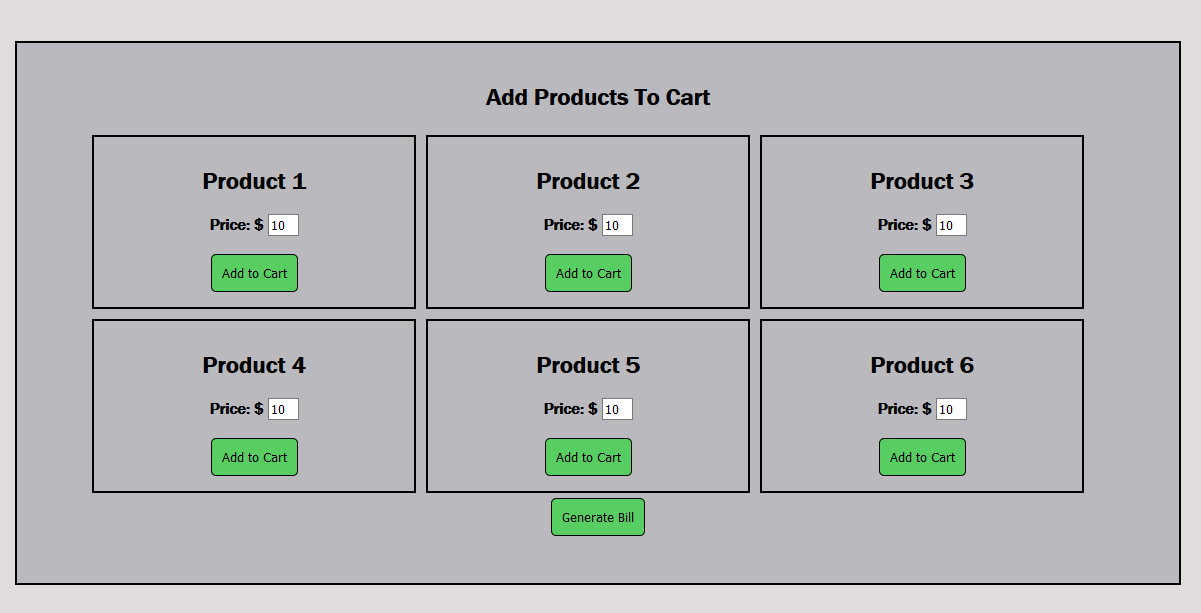 Add Products To Cart
Product 1
Price: $ 10
Add to Cart
Product 2
Price: $ 10
Add to Cart
Product 3
Price: $ 10
Add to Cart
Product 4
Price: $ 10
Add to Cart
Product 5
Price: $ 10
Add to Cart
Product 6
Price: $ 10
Add to Cart
Generate Bill